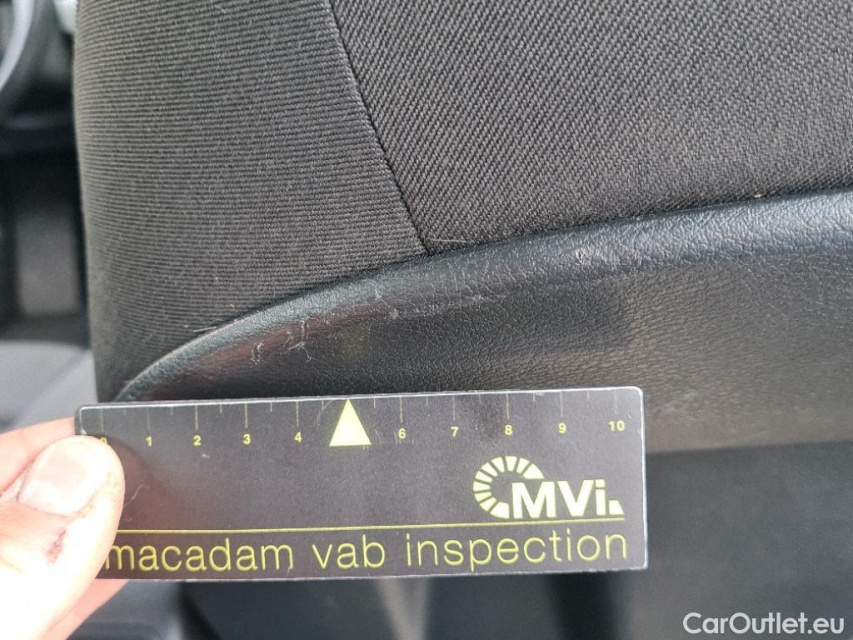 0 1 2 3 4 6 7 8 9 10
MVi.
macadam vab inspection
CarOutlet.eu